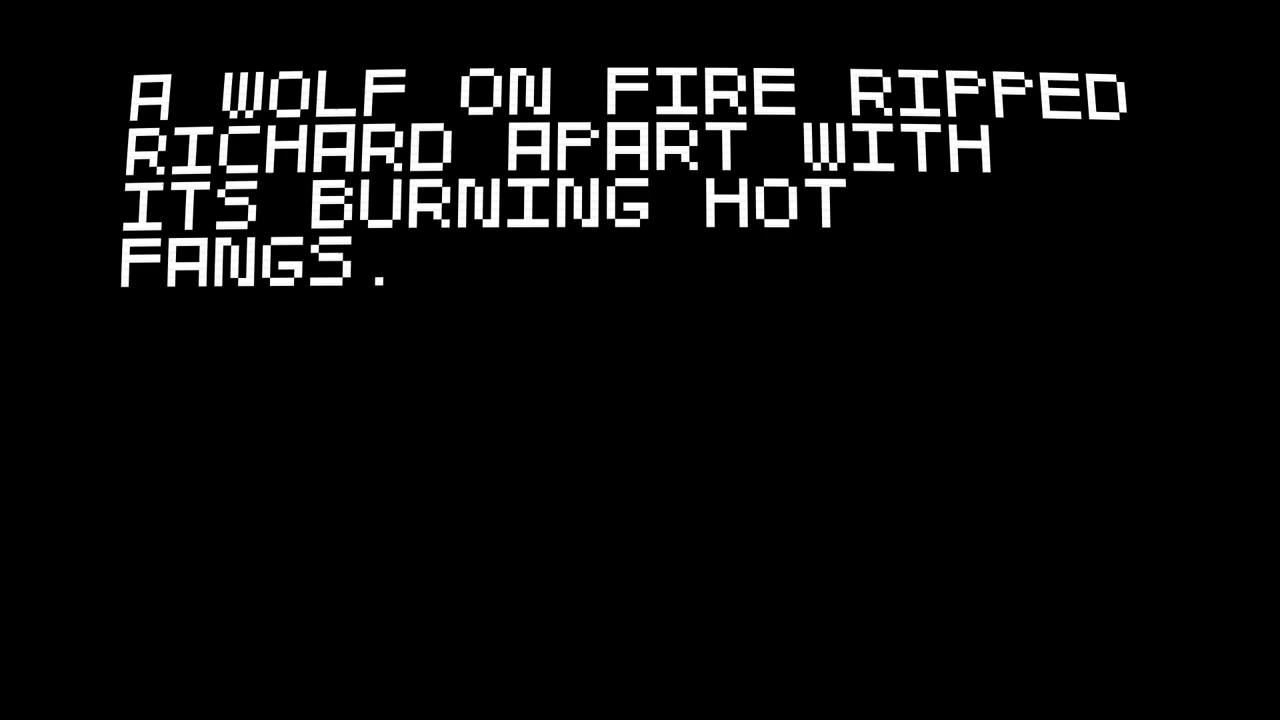 A WOLF ON FIRE RIPPED
RICHARD APART WITH
ITS BURNING HOT
FANGS.